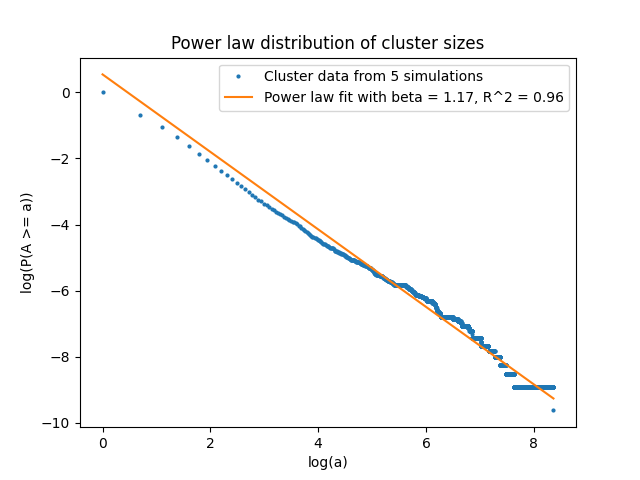 Power law distribution of cluster sizes
Cluster data from 5 simulations
Power law fit with beta = 1.17, R^2 = 0.96
log(P(A >= a))
0
−2
−4
−6
−8
−10
0 2 4 6 8
log(a)